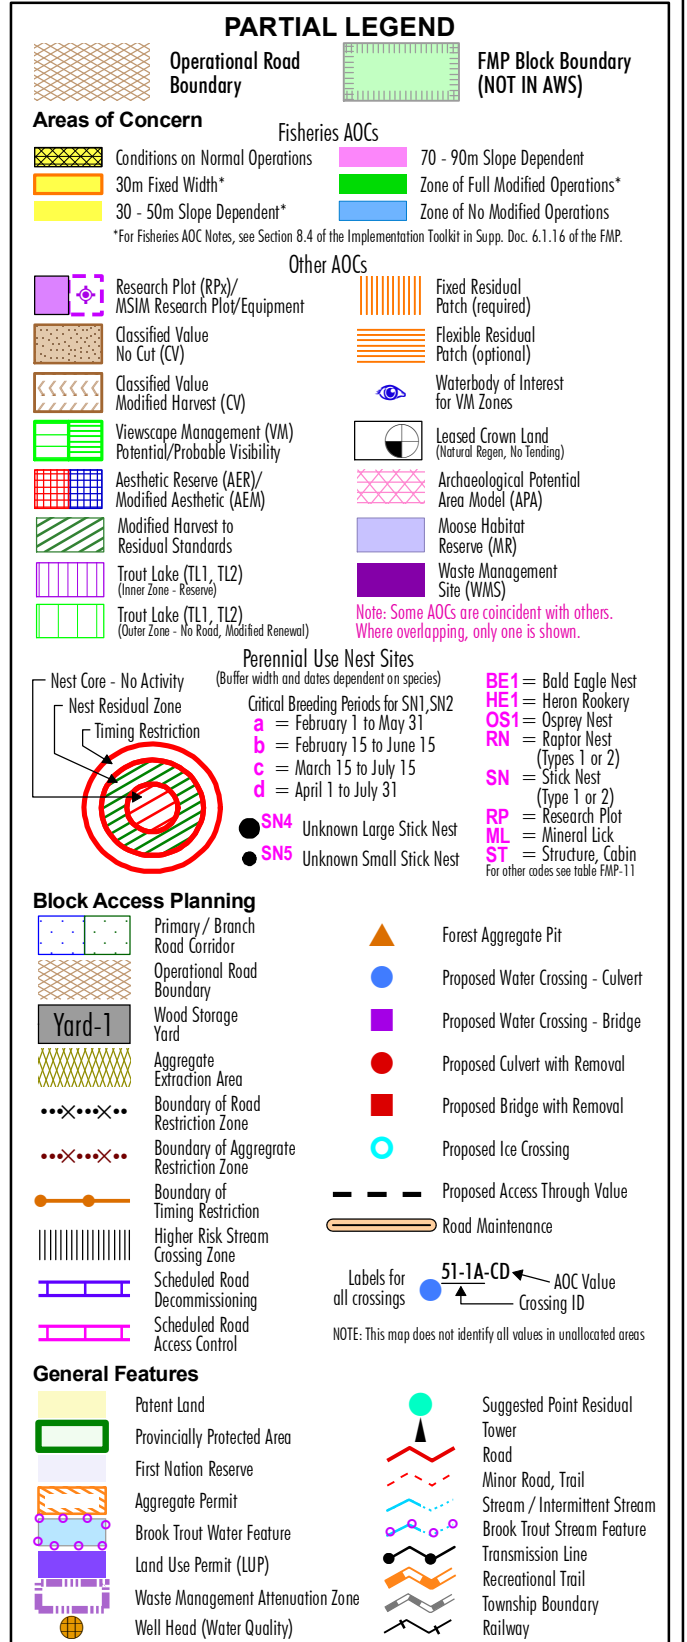 PARTIAL LEGEND
Operational Road
Boundary
FMP Block Boundary
(NOT IN AWS)
Areas of Concern
Fisheries AOCs
Conditions on Normal Operations
70 - 90m Slope Dependent
30m Fixed Width*
Zone of Full Modified Operations*
30 - 50m Slope Dependent*
Zone of No Modified Operations
*For Fisheries AOC Notes, see Section 8.4 of the Implementation Toolkit in Supp. Doc. 6.1.16 of the FMP.
Other AOCs
Research Plot (RPx)/
MSIM Research Plot/Equipment
Fixed Residual
Patch (required)
Classified Value
No Cut (CV)
Flexible Residual
Patch (optional)
Classified Value
Modified Harvest (CV)
Waterbody of Interest
for VM Zones
Viewscape Management (VM)
Potential/Probable Visibility
Leased Crown Land
(Natural Regen, No Tending)
Aesthetic Reserve (AER)/
Modified Aesthetic (AEM)
Archaeological Potential
Area Model (APA)
Modified Harvest to
Residual Standards
Moose Habitat
Reserve (MR)
Trout Lake (TL1, TL2)
(Inner Zone - Reserve)
Waste Management
Site (WMS)
Trout Lake (TL1, TL2)
(Outer Zone - No Road, Modified Renewal)
Note: Some AOCs are coincident with others.
Where overlapping, only one is shown.
Perennial Use Nest Sites
(Buffer width and dates dependent on species)
Nest Core - No Activity
Nest Residual Zone
Timing Restriction
Critical Breeding Periods for SN1,SN2
a = February 1 to May 31
b = February 15 to June 15
c = March 15 to July 15
d = April 1 to July 31
SN4 Unknown Large Stick Nest
SN5 Unknown Small Stick Nest
BE1 = Bald Eagle Nest
HE1 = Heron Rookery
OS1 = Osprey Nest
RN = Raptor Nest
(Types 1 or 2)
SN = Stick Nest
(Type 1 or 2)
RP = Research Plot
ML = Mineral Lick
ST = Structure, Cabin
For other codes see table FMP-11
Block Access Planning
Primary / Branch
Road Corridor
Forest Aggregate Pit
Operational Road
Boundary
Proposed Water Crossing - Culvert
Yard-1
Wood Storage
Yard
Proposed Water Crossing - Bridge
Aggregate
Extraction Area
Proposed Culvert with Removal
Boundary of Road
Restriction Zone
Proposed Bridge with Removal
Boundary of Aggregrate
Restriction Zone
Proposed Ice Crossing
Boundary of
Timing Restriction
Proposed Access Through Value
Road Maintenance
Higher Risk Stream
Crossing Zone
Scheduled Road
Decommissioning
Labels for
all crossings
51-1A-CD
AOC Value
Crossing ID
Scheduled Road
Access Control
NOTE: This map does not identify all values in unallocated areas
General Features
Patent Land
Suggested Point Residual
Tower
Provincially Protected Area
Road
First Nation Reserve
Minor Road, Trail
Aggregate Permit
Stream / Intermittent Stream
Brook Trout Water Feature
Brook Trout Stream Feature
Land Use Permit (LUP)
Transmission Line
Recreational Trail
Waste Management Attenuation Zone
Township Boundary
Well Head (Water Quality)
Railway